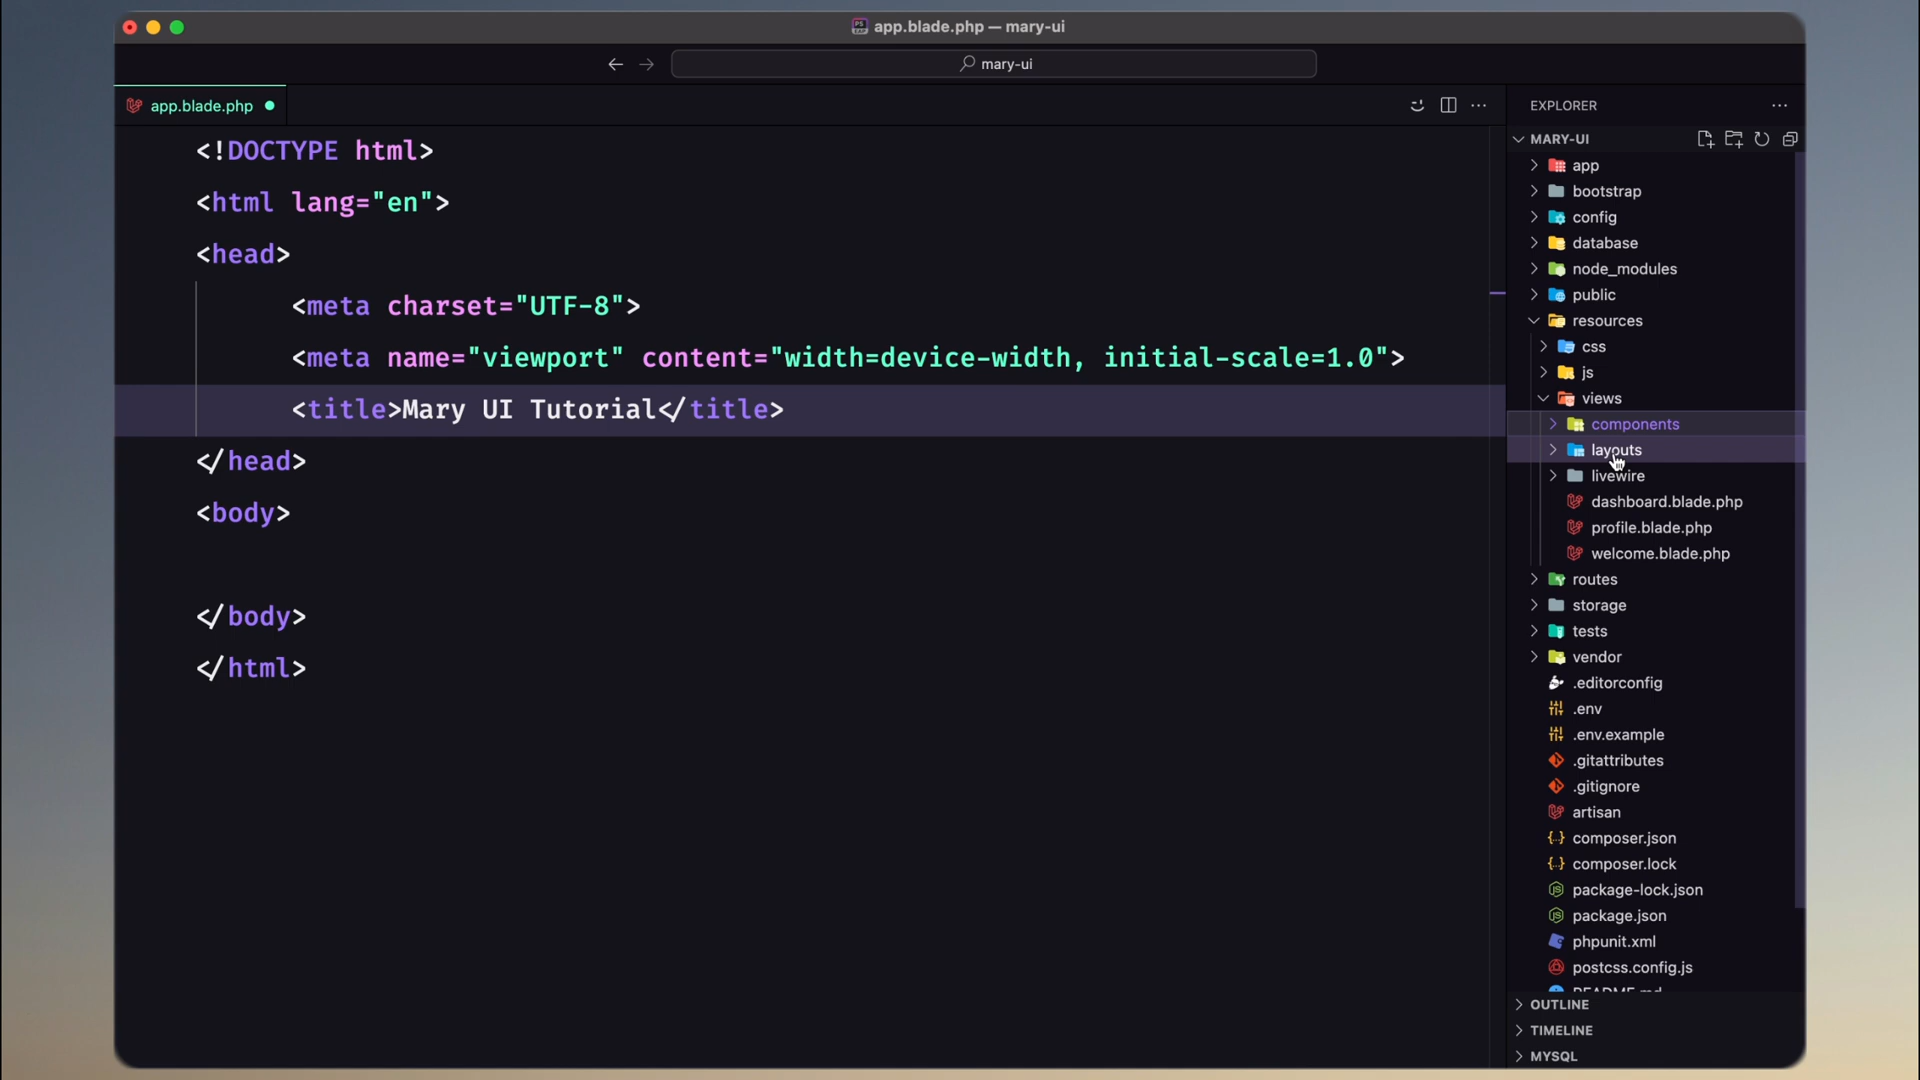 app.blade.php — mary-ui
mary-ui
app.blade.php
<!DOCTYPE html>
<html lang="en">
<head>
<meta charset="UTF-8">
<meta name="viewport" content="width=device-width, initial-scale=1.0">
<title>Mary UI Tutorial</title>
</head>
<body>
</body>
</html>
EXPLORER
MARY-UI
app
bootstrap
config
database
node_modules
public
resources
css
js
views
components
layouts
livewire
dashboard.blade.php
profile.blade.php
welcome.blade.php
routes
storage
tests
vendor
.editorconfig
.env
.env.example
.gitattributes
.gitignore
artisan
composer.json
composer.lock
package-lock.json
package.json
phpunit.xml
postcss.config.js
README.md
OUTLINE
TIMELINE
MYSQL